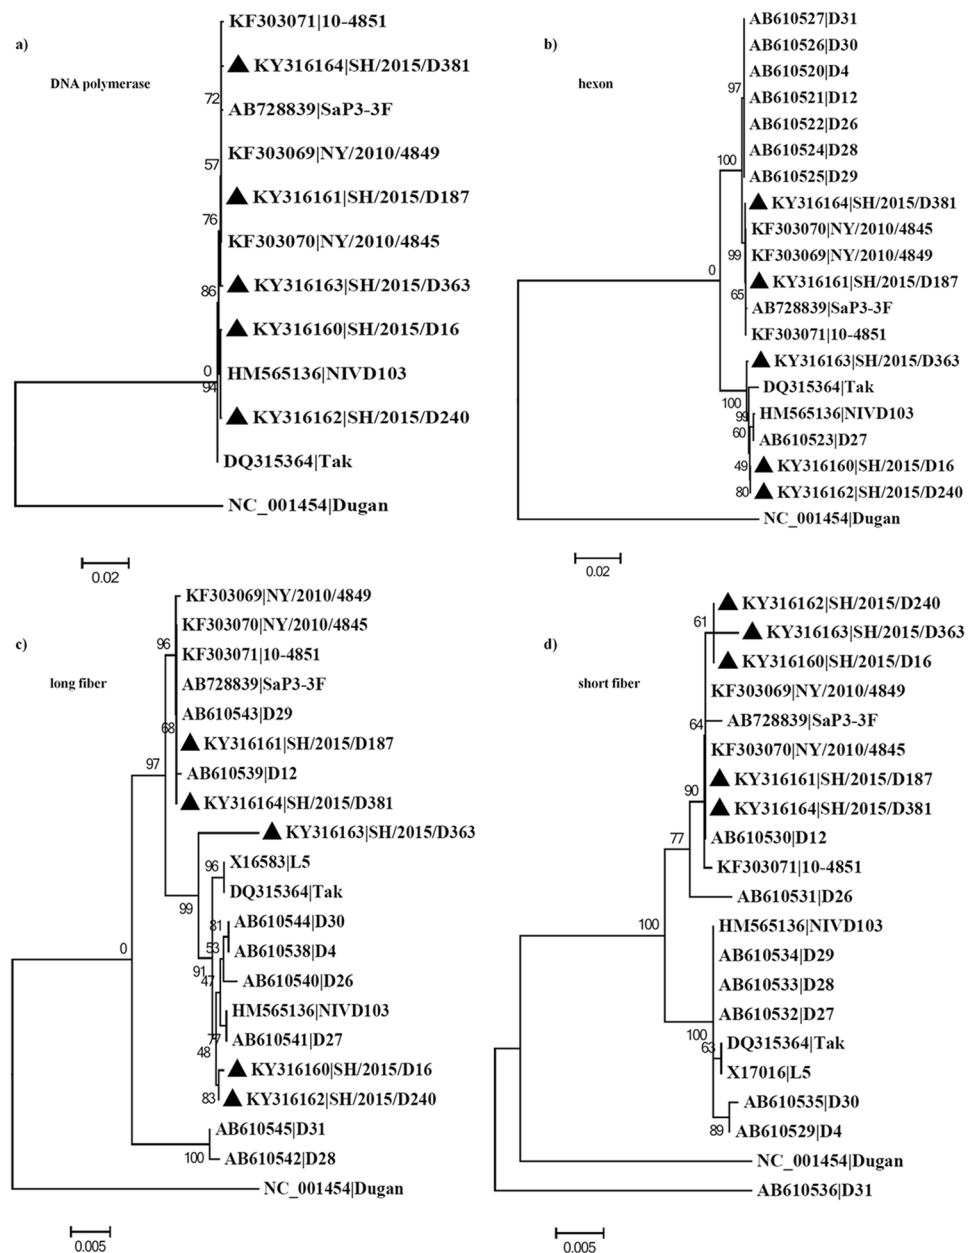 a)
DNA polymerase
KF303071|10-4851
KY316164|SH/2015/D381
72
AB728839|SaP3-3F
57
KF303069|NY/2010/4849
KY316161|SH/2015/D187
76
KF303070|NY/2010/4845
KY316163|SH/2015/D363
86
KY316160|SH/2015/D16
0
HM565136|NIVD103
94
KY316162|SH/2015/D240
DQ315364|Tak
NC_001454|Dugan
0.02
b)
hexon
AB610527|D31
AB610526|D30
AB610520|D4
97
AB610521|D12
AB610522|D26
AB610524|D28
100
AB610525|D29
KY316164|SH/2015/D381
KF303070|NY/2010/4845
99
KF303069|NY/2010/4849
0
KY316161|SH/2015/D187
65
AB728839|SaP3-3F
KF303071|10-4851
KY316163|SH/2015/D363
DQ315364|Tak
100
HM565136|NIVD103
99
60
AB610523|D27
49
KY316160|SH/2015/D16
80
KY316162|SH/2015/D240
NC_001454|Dugan
0.02
c)
long fiber
KF303069|NY/2010/4849
KF303070|NY/2010/4845
96
KF303071|10-4851
AB728839|SaP3-3F
AB610543|D29
68
KY316161|SH/2015/D187
97
AB610539|D12
KY316164|SH/2015/D381
KY316163|SH/2015/D363
96
X16583|L5
DQ315364|Tak
99
81
AB610544|D30
0
53
AB610538|D4
91
47
AB610540|D26
HM565136|NIVD103
77
AB610541|D27
48
KY316160|SH/2015/D16
83
KY316162|SH/2015/D240
AB610545|D31
100
AB610542|D28
NC_001454|Dugan
0.005
d)
short fiber
KY316162|SH/2015/D240
61
KY316163|SH/2015/D363
KY316160|SH/2015/D16
KF303069|NY/2010/4849
64
AB728839|SaP3-3F
KF303070|NY/2010/4845
90
KY316161|SH/2015/D187
KY316164|SH/2015/D381
77
AB610530|D12
KF303071|10-4851
AB610531|D26
100
HM565136|NIVD103
AB610534|D29
AB610533|D28
AB610532|D27
100
63
DQ315364|Tak
X17016|L5
AB610535|D30
89
AB610529|D4
NC_001454|Dugan
AB610536|D31
0.005